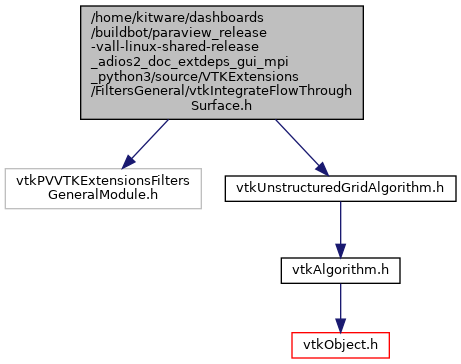 /home/kitware/dashboards
/buildbot/paraview_release
-vall-linux-shared-release
_adios2_doc_extdeps_gui_mpi
_python3/source/VTKExtensions
/FiltersGeneral/vtkIntegrateFlowThrough
Surface.h
vtkPVVTKExtensionsFilters
GeneralModule.h
vtkUnstructuredGridAlgorithm.h
vtkAlgorithm.h
vtkObject.h